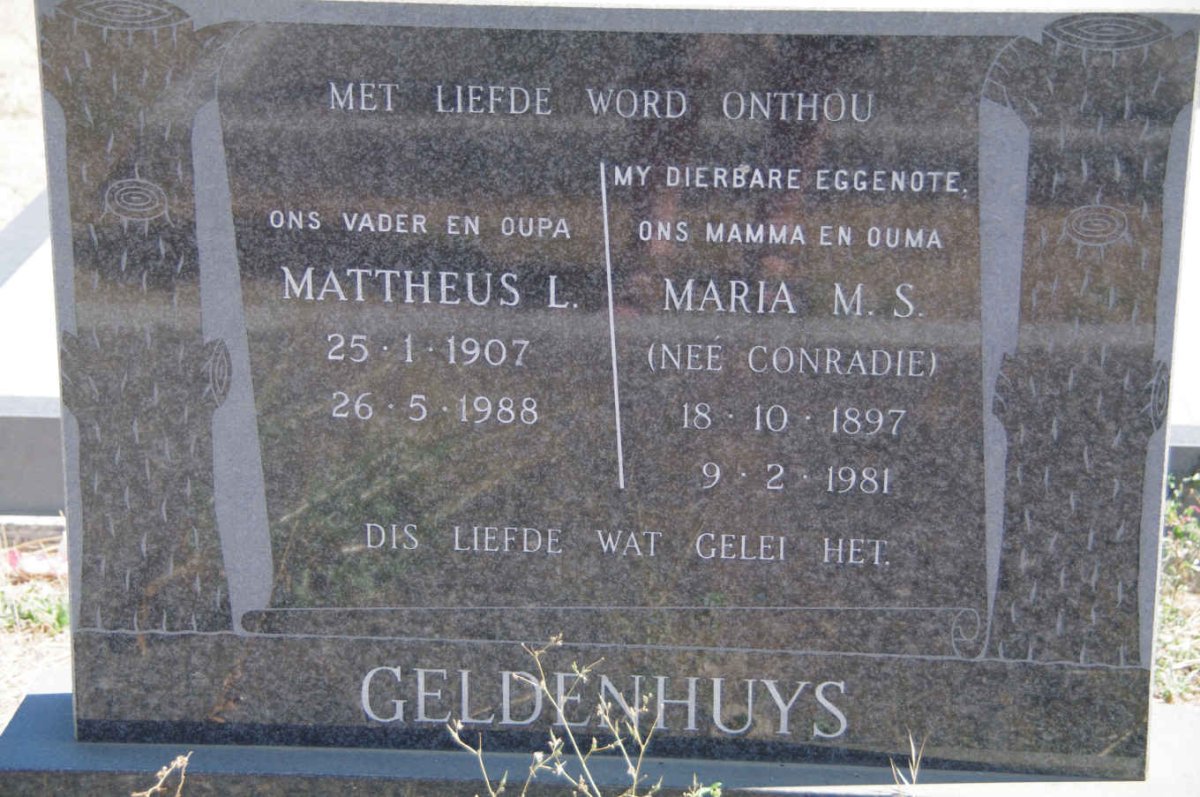 MET LIEFDE WORD ONTHOU
ONS VADER EN OUPA
MATTHEUS L.
25·1·1907
26·5·1988
MY DIERBARE EGGENOTE,
ONS MAMMA EN OUMA
MARIA M. S.
(NEÉ CONRADIE)
18·10·1897
9·2·1981
DIS LIEFDE WAT GELEI HET.
GELDENHUYS